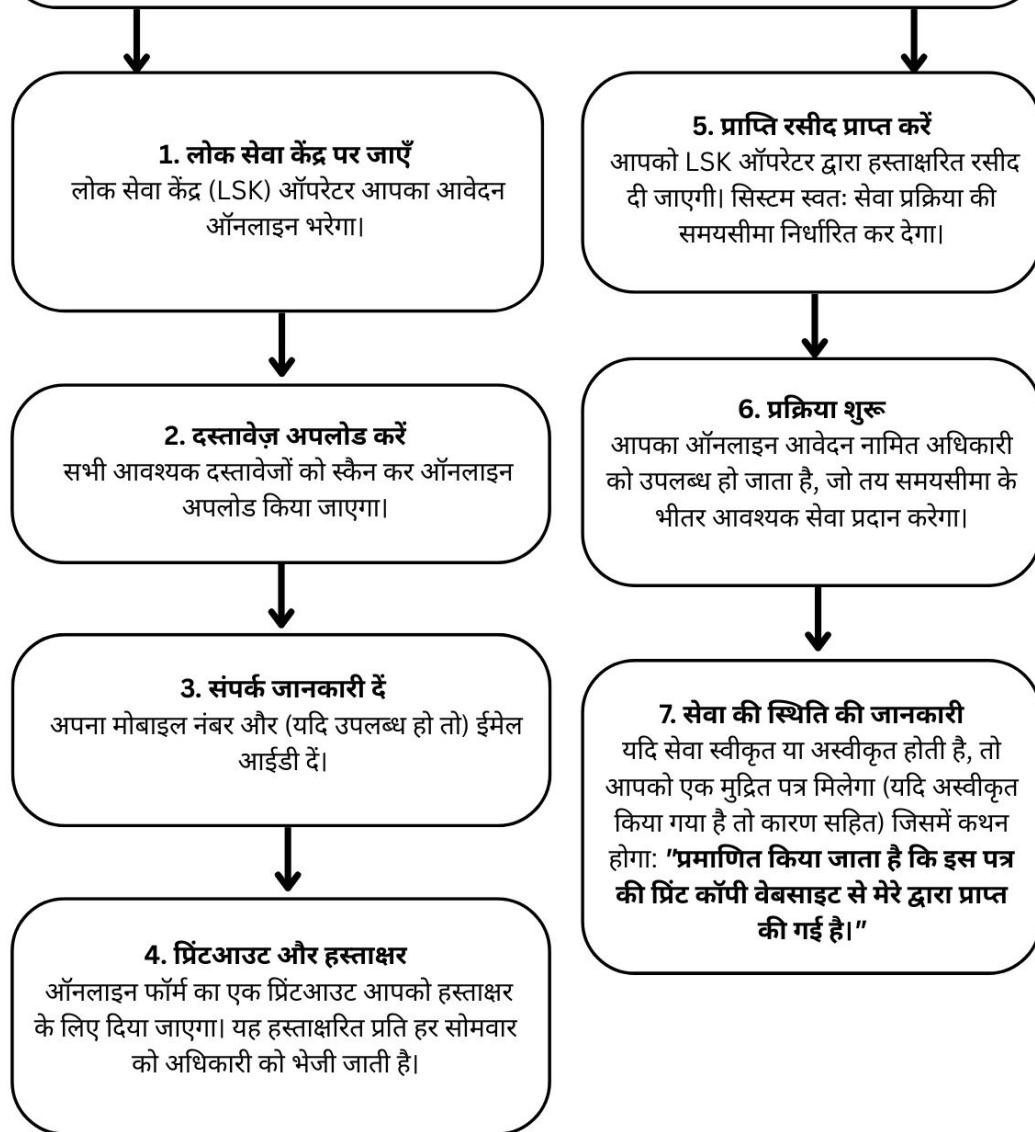 1. लोक सेवा केंद्र पर जाएँ
लोक सेवा केंद्र (LSK) ऑपरेटर आपका आवेदन
ऑनलाइन भरेगा।
2. दस्तावेज़ अपलोड करें
सभी आवश्यक दस्तावेजों को स्कैन कर ऑनलाइन
अपलोड किया जाएगा।
3. संपर्क जानकारी दें
अपना मोबाइल नंबर और (यदि उपलब्ध हो तो) ईमेल
आईडी दें।
4. प्रिंटआउट और हस्ताक्षर
ऑनलाइन फॉर्म का एक प्रिंटआउट आपको हस्ताक्षर
के लिए दिया जाएगा। यह हस्ताक्षरित प्रति हर सोमवार
को अधिकारी को भेजी जाती है।
5. प्राप्ति रसीद प्राप्त करें
आपको LSK ऑपरेटर द्वारा हस्ताक्षरित रसीद
दी जाएगी। सिस्टम स्वतः सेवा प्रक्रिया की
समयसीमा निर्धारित कर देगा।
6. प्रक्रिया शुरू
आपका ऑनलाइन आवेदन नामित अधिकारी
को उपलब्ध हो जाता है, जो तय समयसीमा के
भीतर आवश्यक सेवा प्रदान करेगा।
7. सेवा की स्थिति की जानकारी
यदि सेवा स्वीकृत या अस्वीकृत होती है, तो
आपको एक मुद्रित पत्र मिलेगा (यदि अस्वीकृत
किया गया है तो कारण सहित) जिसमें कथन
होगा: "प्रमाणित किया जाता है कि इस पत्र
की प्रिंट कॉपी वेबसाइट से मेरे द्वारा प्राप्त
की गई है।"